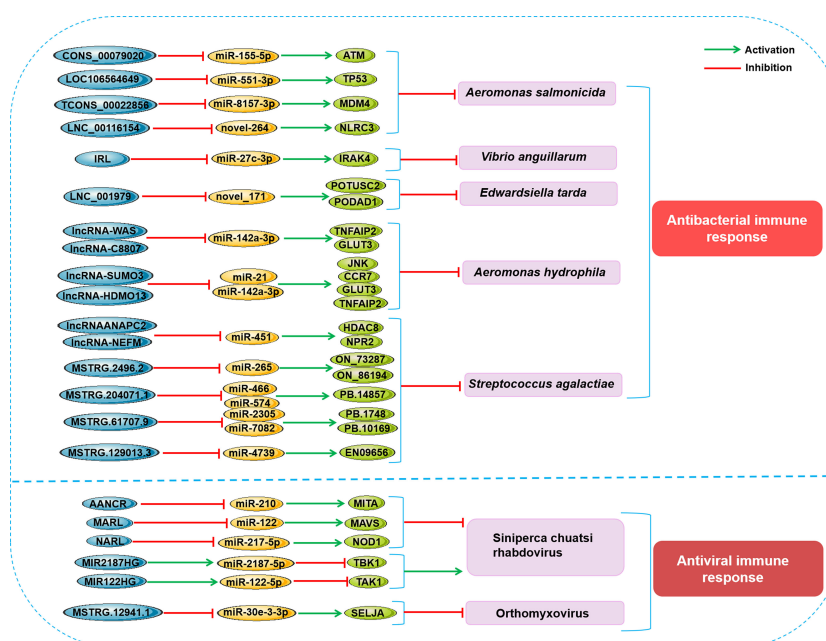 CONS_00079020 miR-155-5p ATM
LOC106564649 miR-551-3p TP53
TCONS_00022856 miR-8157-3p MDM4
LNC_00116154 novel-264 NLRC3
Aeromonas salmonicida
Activation
Inhibition
IRL miR-27c-3p IRAK4
Vibrio anguillarum
LNC_001979 novel_171
POTUSC2
PODAD1
Edwardsiella tarda
lncRNA-WAS
lncRNA-C8807
miR-142a-3p
TNFAIP2
GLUT3
lncRNA-SUMO3
lncRNA-HDMO13
miR-21
miR-142a-3p
JNK
CCR7
GLUT3
TNFAIP2
Aeromonas hydrophila
lncRNAANAPC2
lncRNA-NEFM
miR-451
HDAC8
NPR2
MSTRG.2496.2 miR-265
ON_73287
ON_86194
MSTRG.204071.1
miR-466
miR-574
PB.14857
MSTRG.61707.9
miR-2305
miR-7082
PB.1748
PB.10169
MSTRG.129013.3 miR-4739 EN09656
Streptococcus agalactiae
Antibacterial immune
response
AANCR miR-210 MITA
MARL miR-122 MAVS
NARL miR-217-5p NOD1
MIR2187HG miR-2187-5p TBK1
MIR122HG miR-122-5p TAK1
Siniperca chuatsi
rhabdovirus
MSTRG.12941.1 miR-30e-3-3p SELJA
Orthomyxovirus
Antiviral immune
response